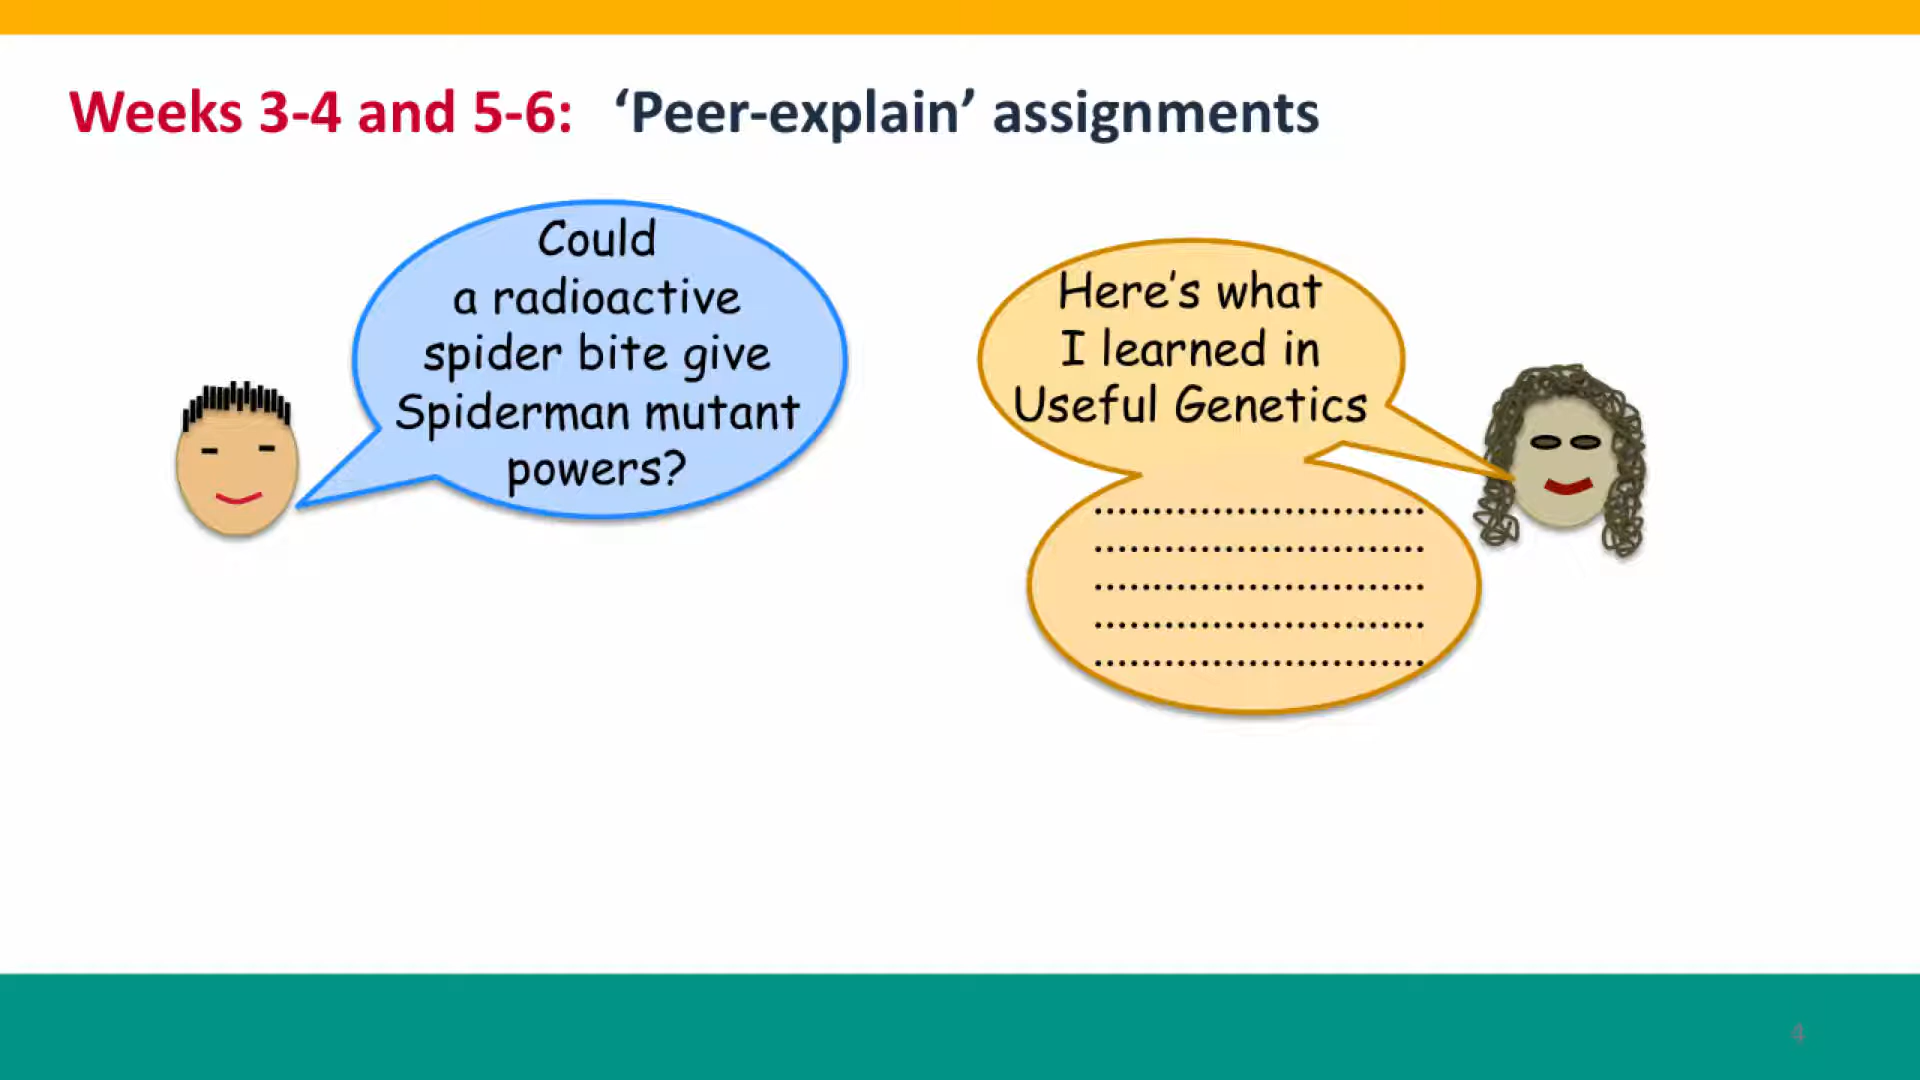 Weeks 3-4 and 5-6: ‘Peer-explain’ assignments
Could
a radioactive
spider bite give
Spiderman mutant
powers?
Here’s what
I learned in
Useful Genetics
...........................
...........................
...........................
...........................
...........................
4